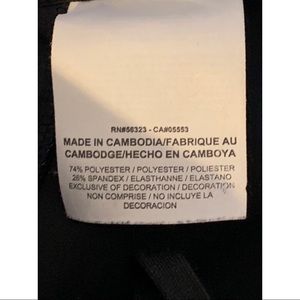 RN#56323 - CA#05553
MADE IN CAMBODIA/FABRIQUE AU
CAMBODGE/HECHO EN CAMBOYA
74% POLYESTER / POLYESTER / POLIESTER
26% SPANDEX / ELASTHANNE / ELASTANO
EXCLUSIVE OF DECORATION / DECORATION
NON COMPRISE / NO INCLUYE LA
DECORACION